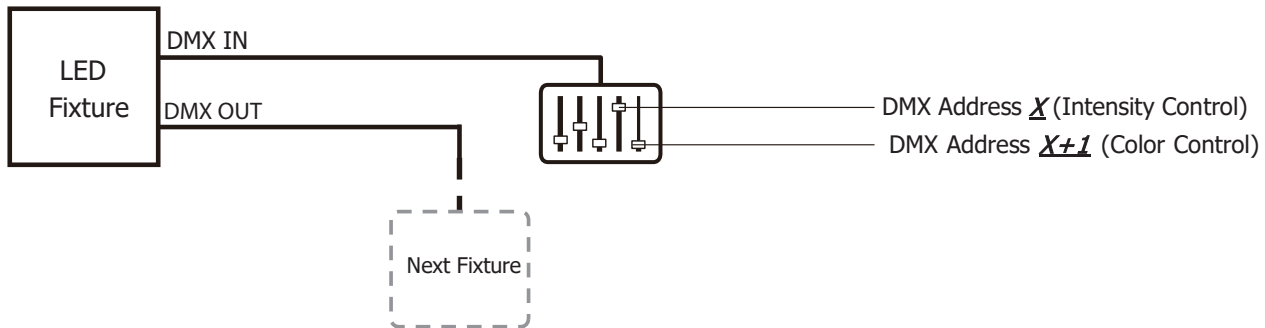 DMX IN
LED
Fixture
DMX OUT
DMX Address X (Intensity Control)
DMX Address X+1 (Color Control)
Next Fixture